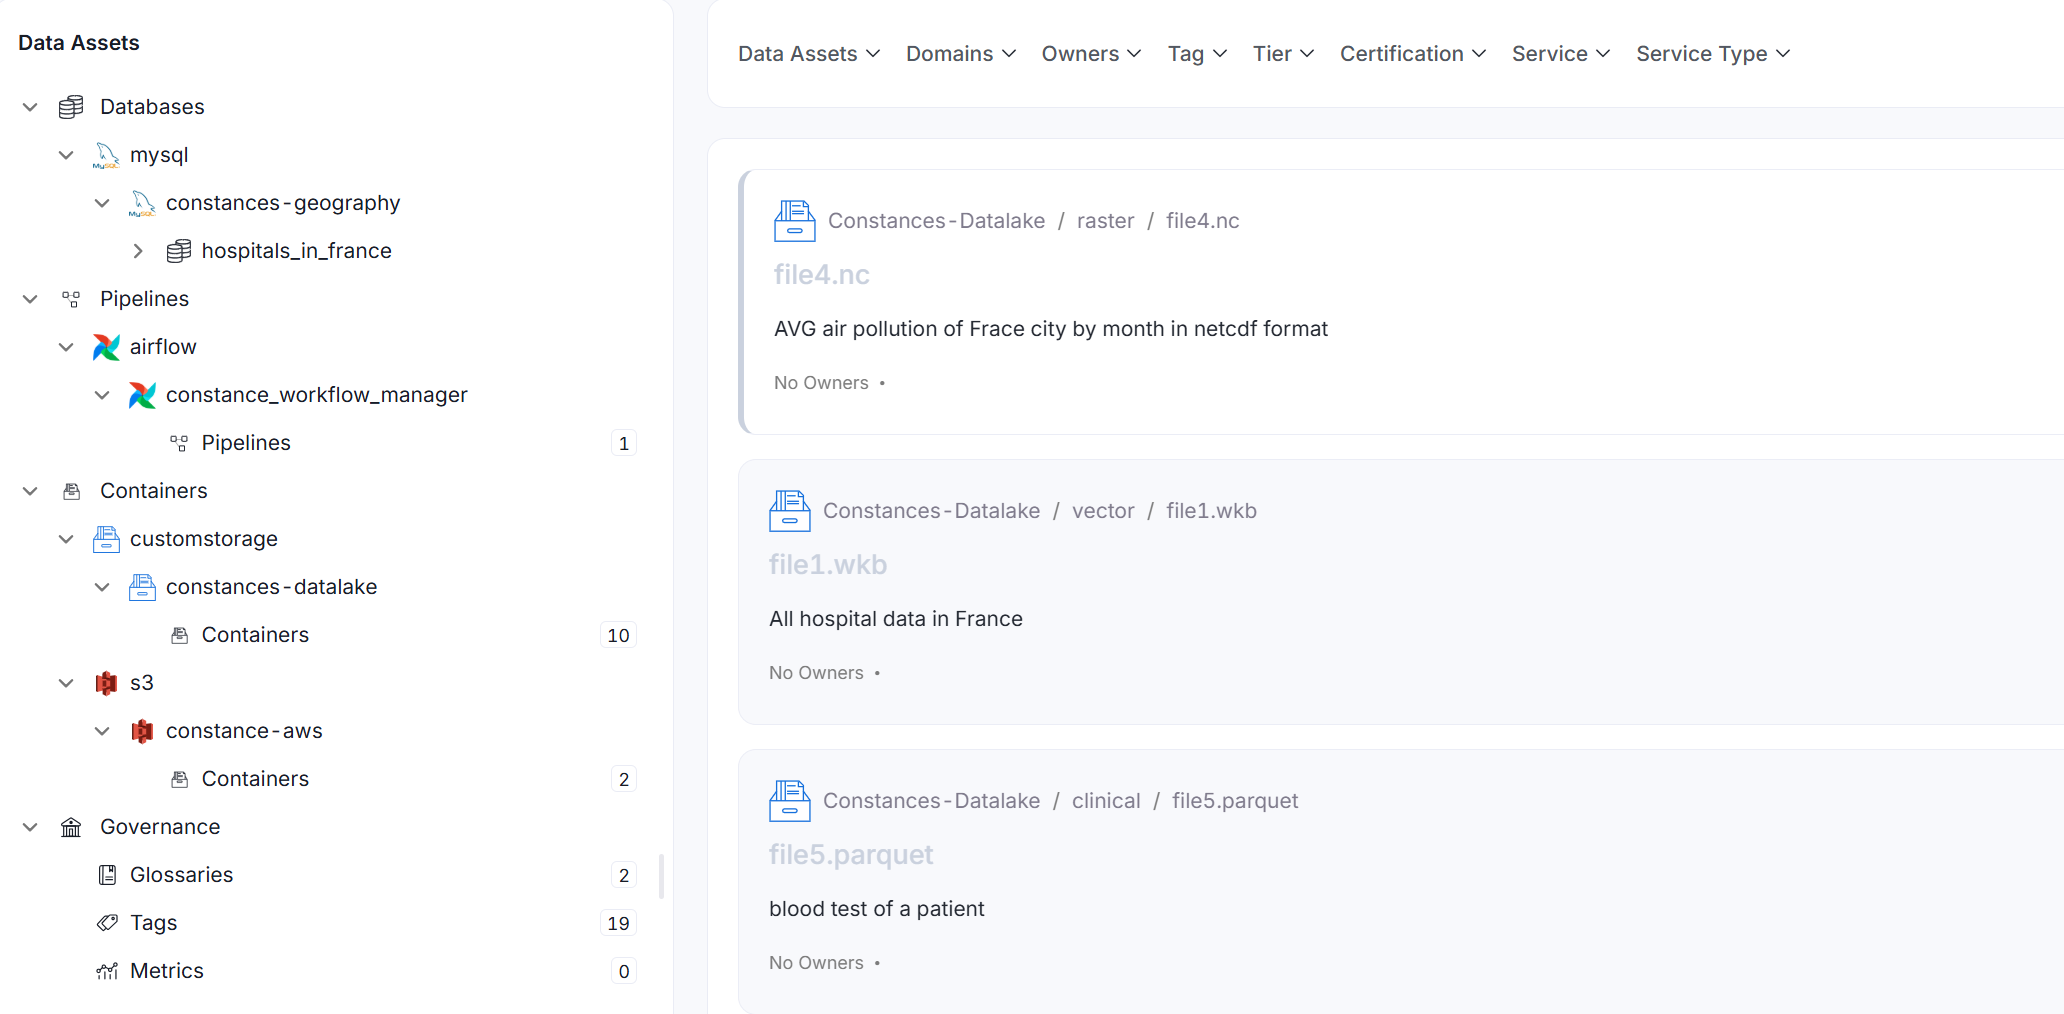 Data Assets
Databases
mysql
constances-geography
hospitals_in_france
Pipelines
airflow
constance_workflow_manager
Pipelines 1
Containers
customstorage
constances-datalake
Containers 10
s3
constance-aws
Containers 2
Governance
Glossaries 2
Tags 19
Metrics 0
Data Assets Domains Owners Tag Tier Certification Service Service Type
Constances-Datalake / raster / file4.nc
file4.nc
AVG air pollution of Frace city by month in netcdf format
No Owners •
Constances-Datalake / vector / file1.wkb
file1.wkb
All hospital data in France
No Owners •
Constances-Datalake / clinical / file5.parquet
file5.parquet
blood test of a patient
No Owners •